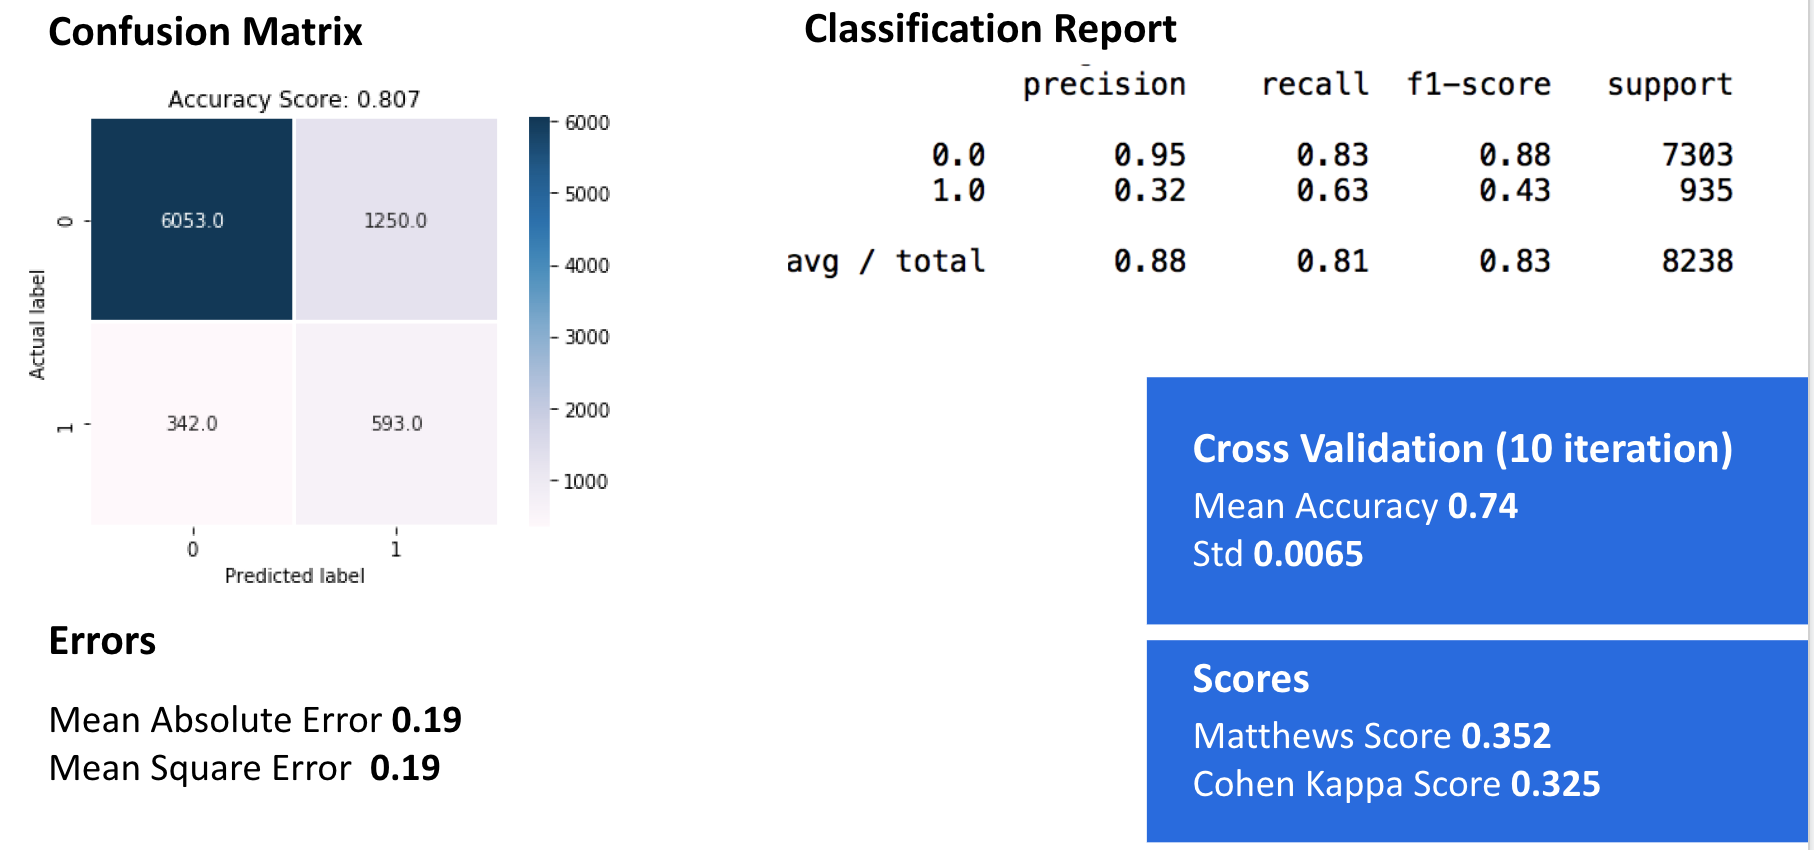 Confusion Matrix
Accuracy Score: 0.807
6053.0 1250.0
342.0 593.0
0
1
Actual label
0 1
Predicted label
6000
5000
4000
3000
2000
1000
Errors
Mean Absolute Error 0.19
Mean Square Error 0.19
Classification Report
precision recall f1-score support
0.0 0.95 0.83 0.88 7303
1.0 0.32 0.63 0.43 935
avg / total 0.88 0.81 0.83 8238
Cross Validation (10 iteration)
Mean Accuracy 0.74
Std 0.0065
Scores
Matthews Score 0.352
Cohen Kappa Score 0.325